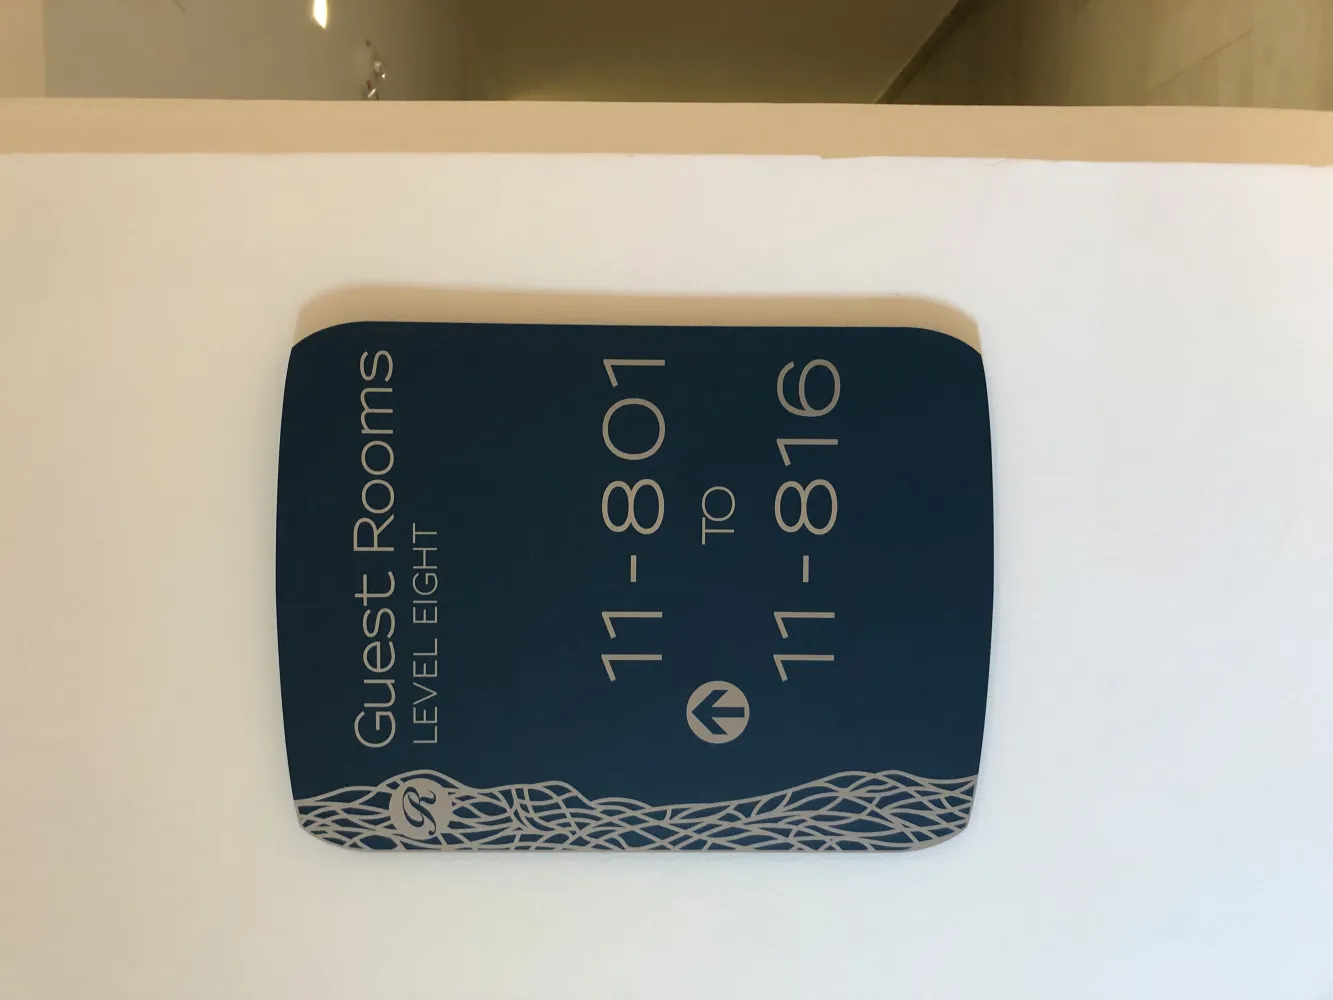 Guest Rooms
LEVEL EIGHT
11-801
TO
11-816
R